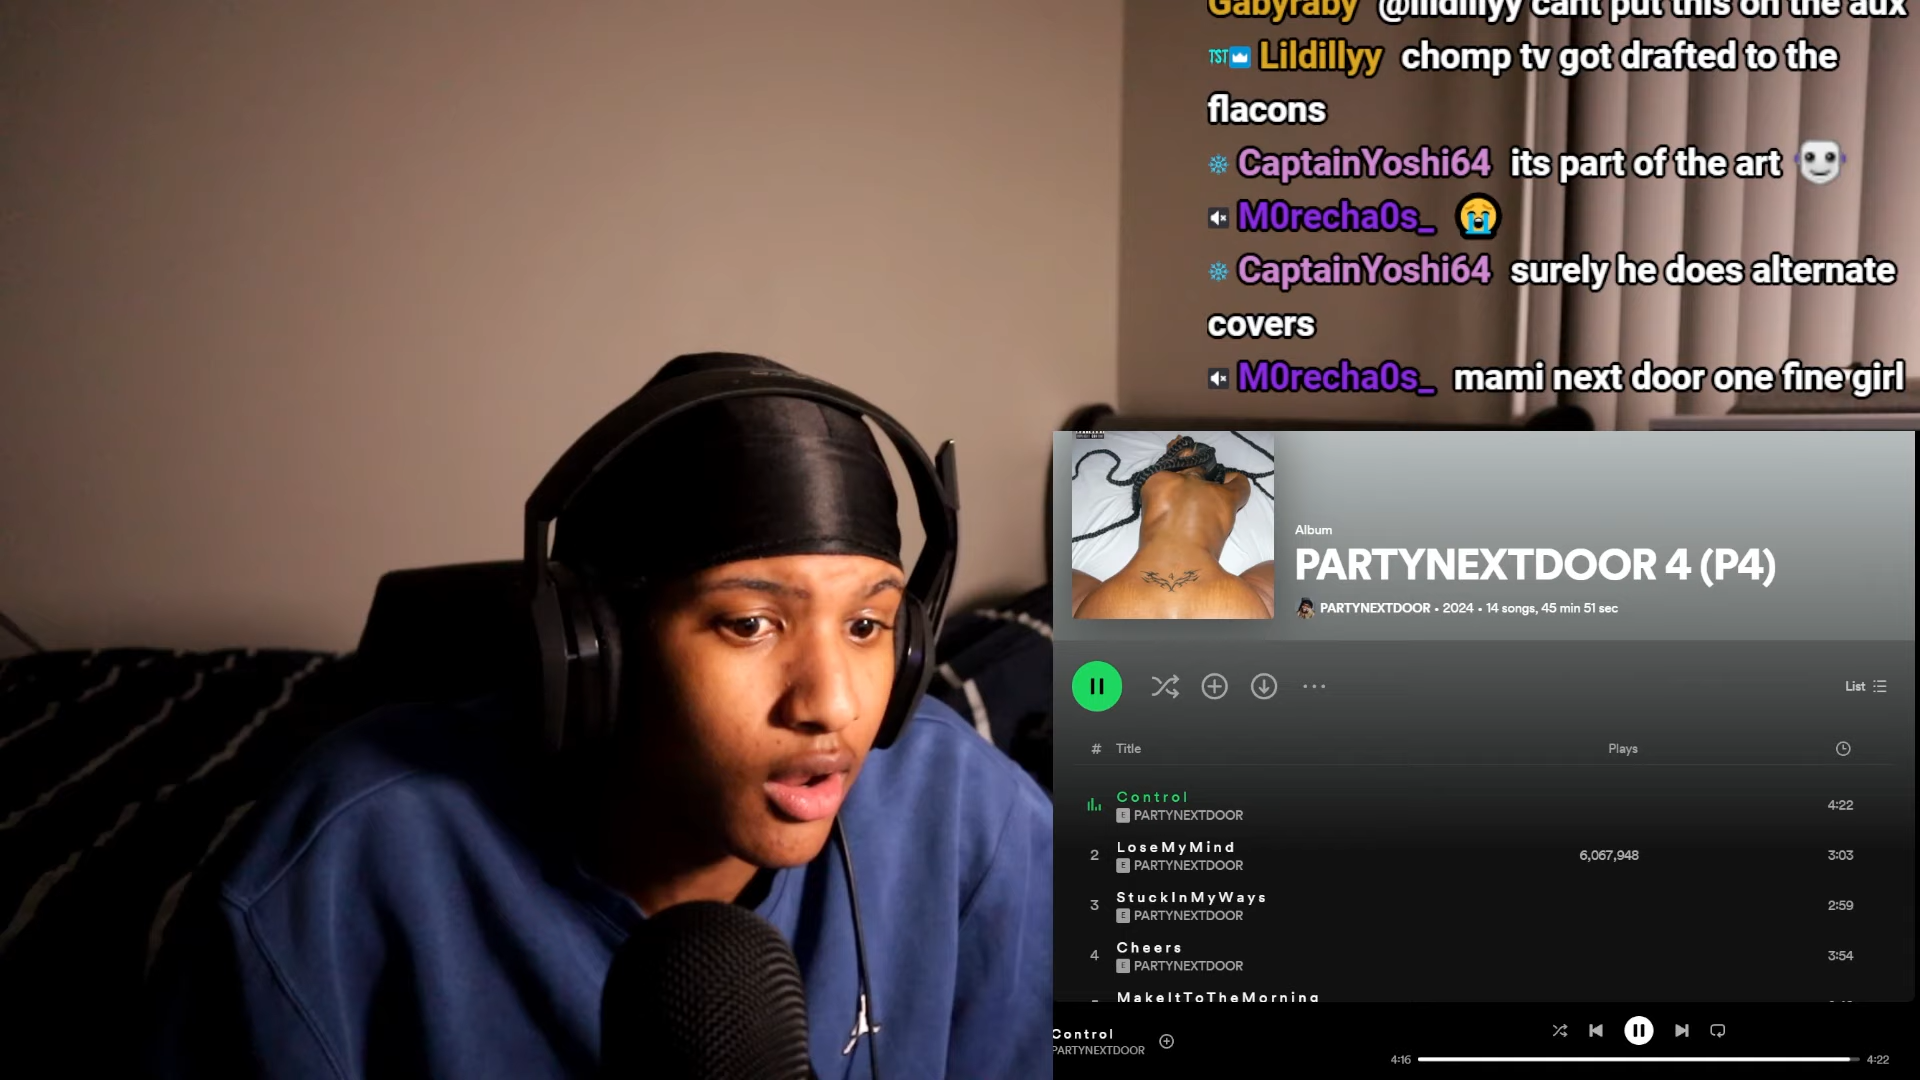 Gabyraby @lildillyy cant put this on the aux
TST Lildillyy chomp tv got drafted to the
flacons
CaptainYoshi64 its part of the art
M0recha0s_
CaptainYoshi64 surely he does alternate
covers
M0recha0s_ mami next door one fine girl
4
Album
PARTYNEXTDOOR 4 (P4)
PARTYNEXTDOOR • 2024 • 14 songs, 45 min 51 sec
List
# Title Plays
Control 4:22
E PARTYNEXTDOOR
2 LoseMyMind 6,067,948 3:03
E PARTYNEXTDOOR
3 StuckInMyWays 2:59
E PARTYNEXTDOOR
4 Cheers 3:54
E PARTYNEXTDOOR
MakeItToTheMorning
Control
PARTYNEXTDOOR
4:16 4:22